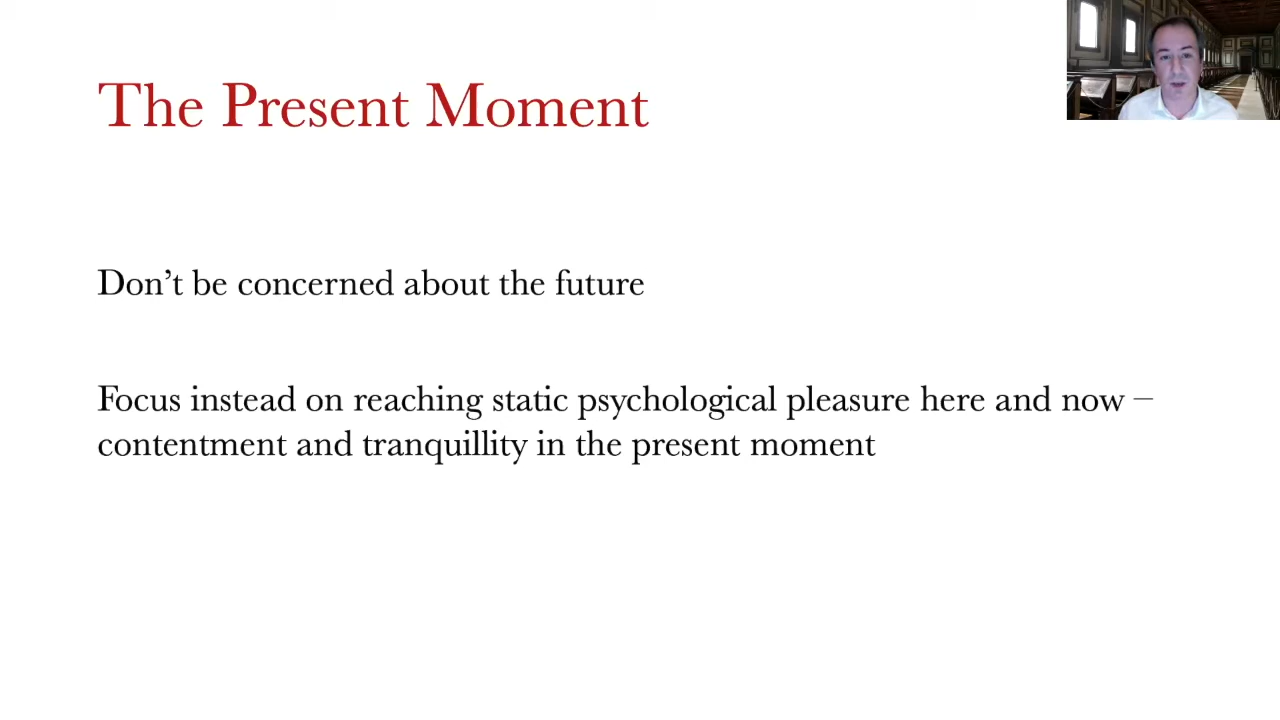 The Present Moment
Don’t be concerned about the future
Focus instead on reaching static psychological pleasure here and now –
contentment and tranquillity in the present moment